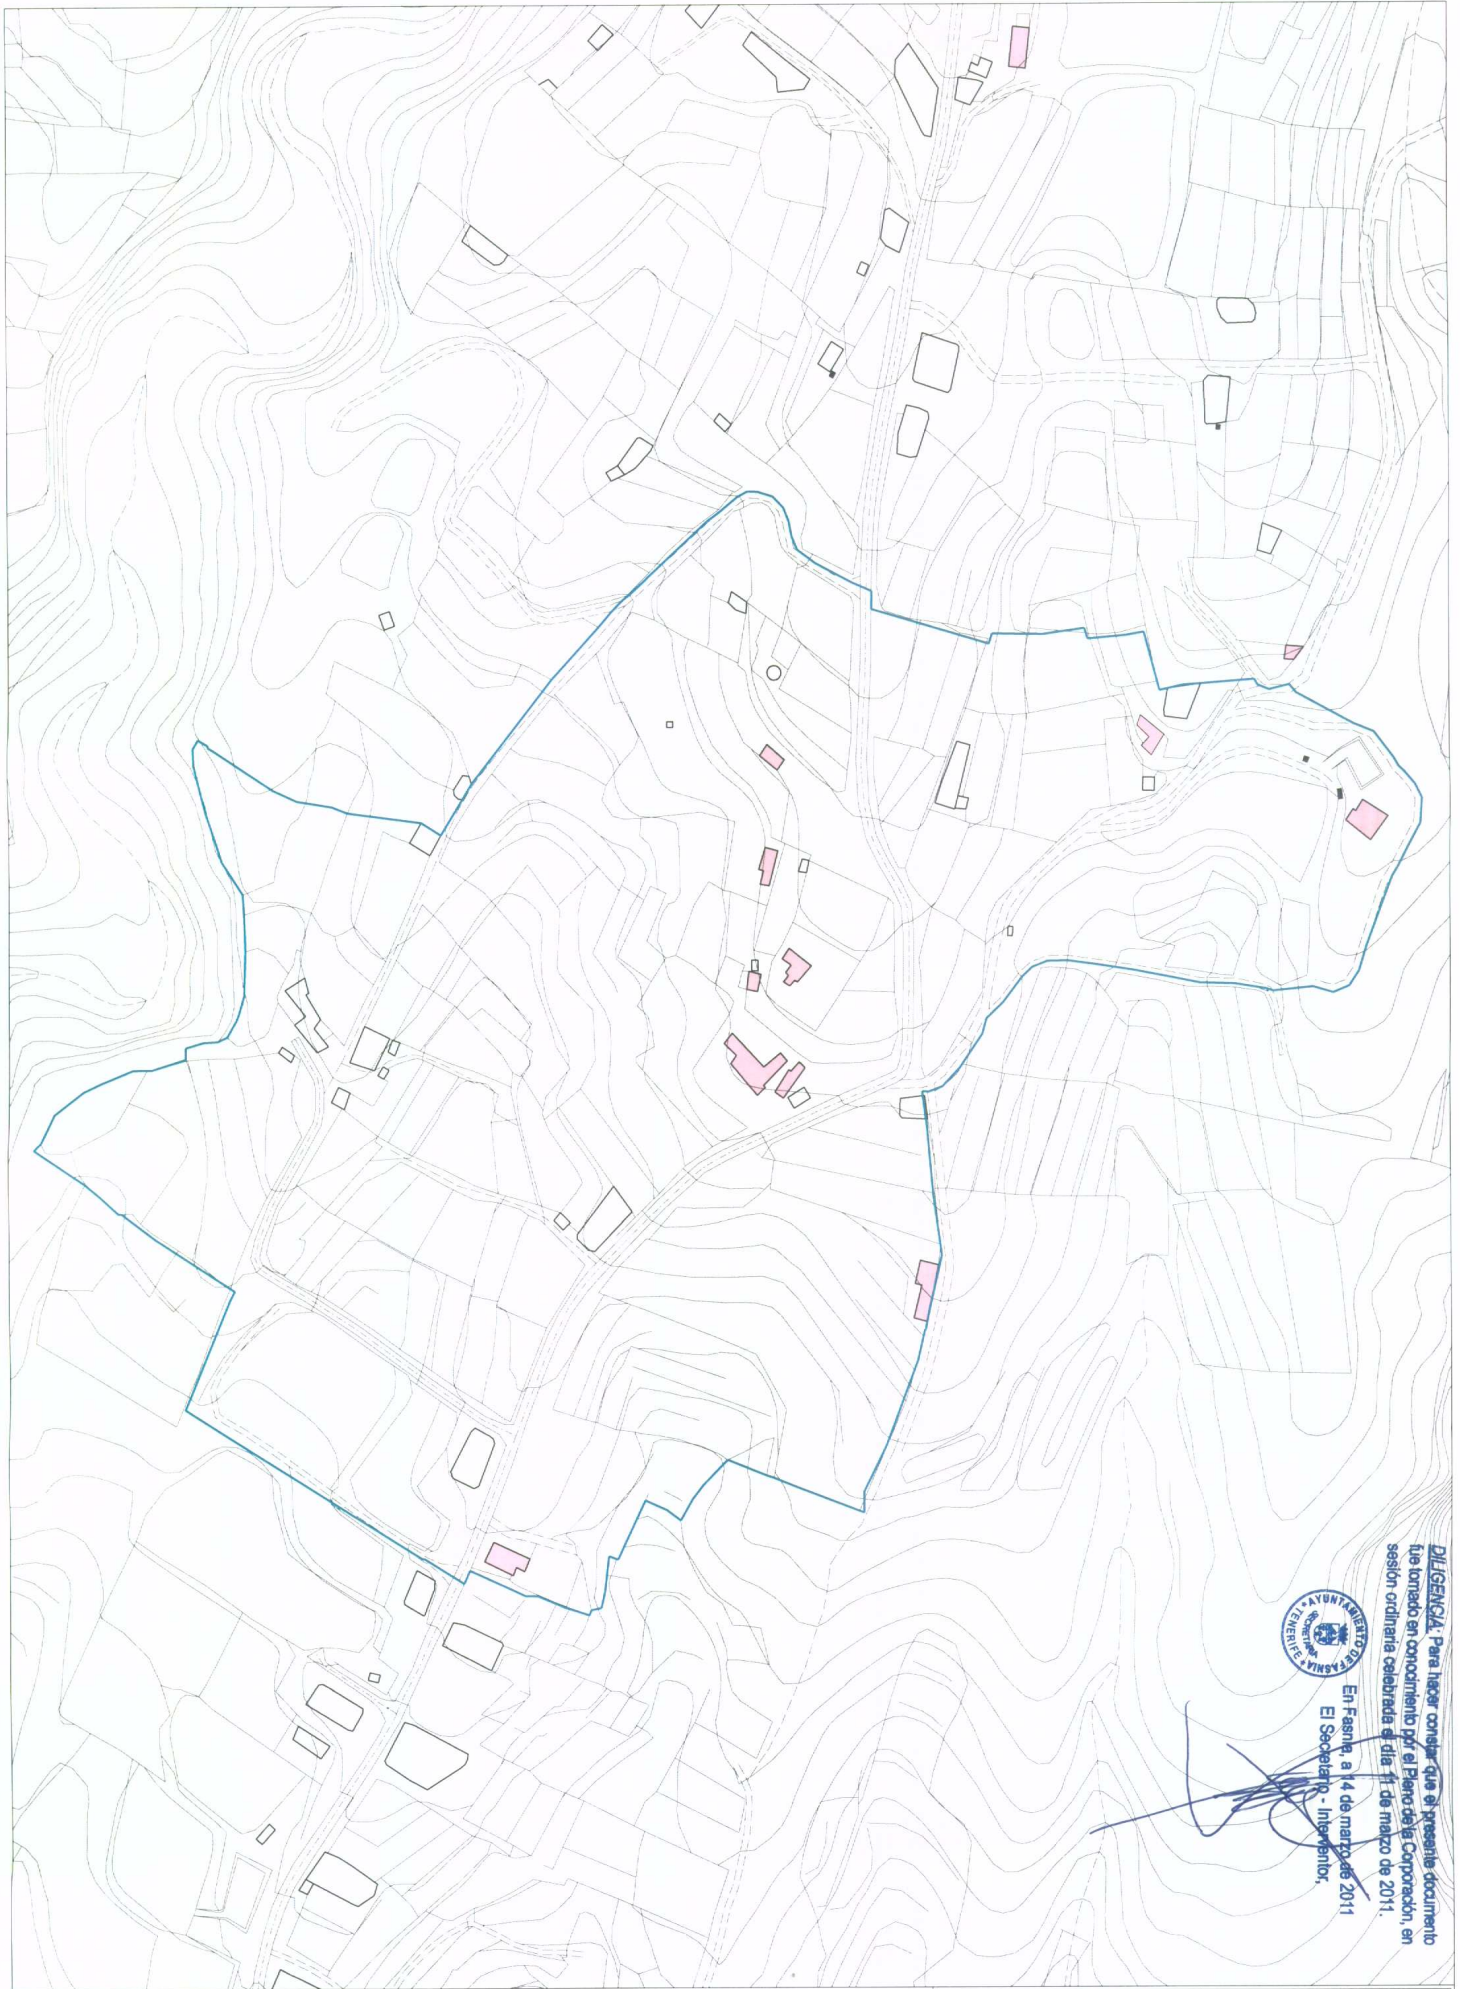 DILIGENCIA: Para hacer constar que el presente documento
fue tomado en conocimiento por el Pleno de la Corporación, en
sesión ordinaria celebrada el día 11 de marzo de 2011.
En Fasnia, a 14 de marzo de 2011
El Secretario - Interventor,
AYUNTAMIENTO DE FASNIA
SECRETARIA
TENERIFE